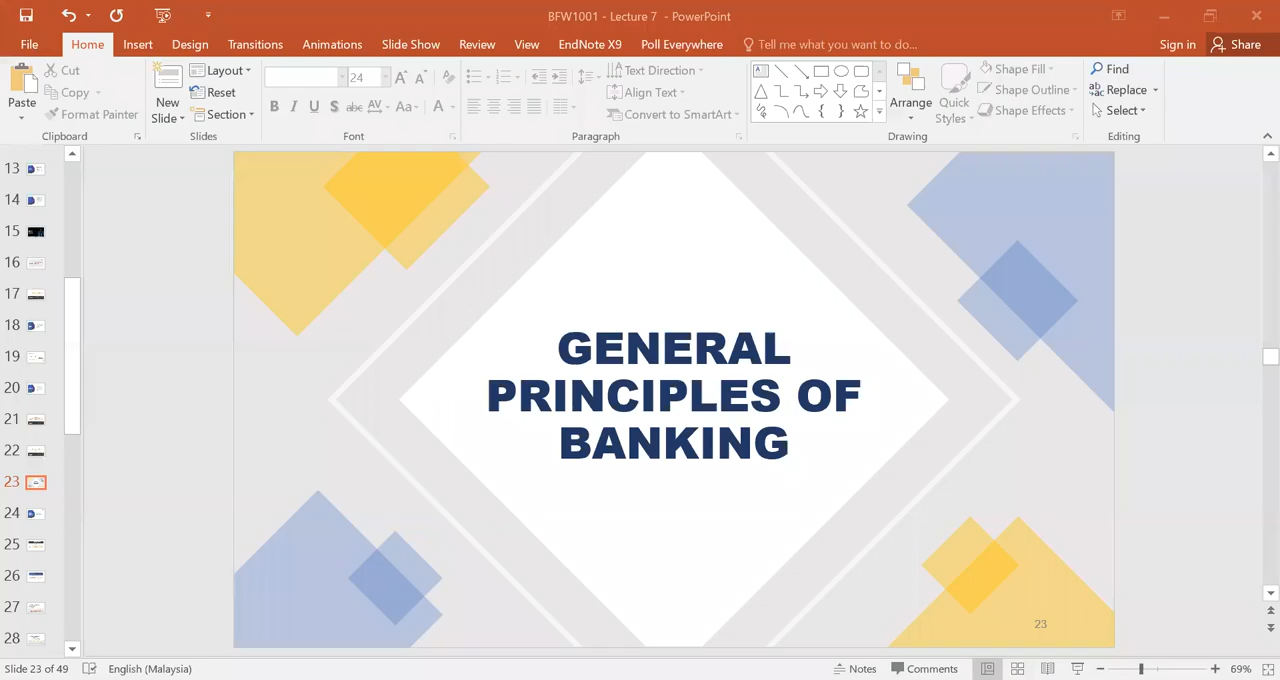 BFW1001 - Lecture 7 - PowerPoint
File Home Insert Design Transitions Animations Slide Show Review View EndNote X9 Poll Everywhere Tell me what you want to do... Sign in Share
Paste
Cut
Copy
Format Painter
Clipboard
New Slide
Layout
Reset
Section
Slides
24
Font
Text Direction
Align Text
Convert to SmartArt
Paragraph
Arrange
Quick Styles
Shape Fill
Shape Outline
Shape Effects
Drawing
Find
Replace
Select
Editing
13
14
15
16
17
18
19
20
21
22
23
24
25
26
27
28
GENERAL
PRINCIPLES OF
BANKING
23
Slide 23 of 49 English (Malaysia) Notes Comments 69%